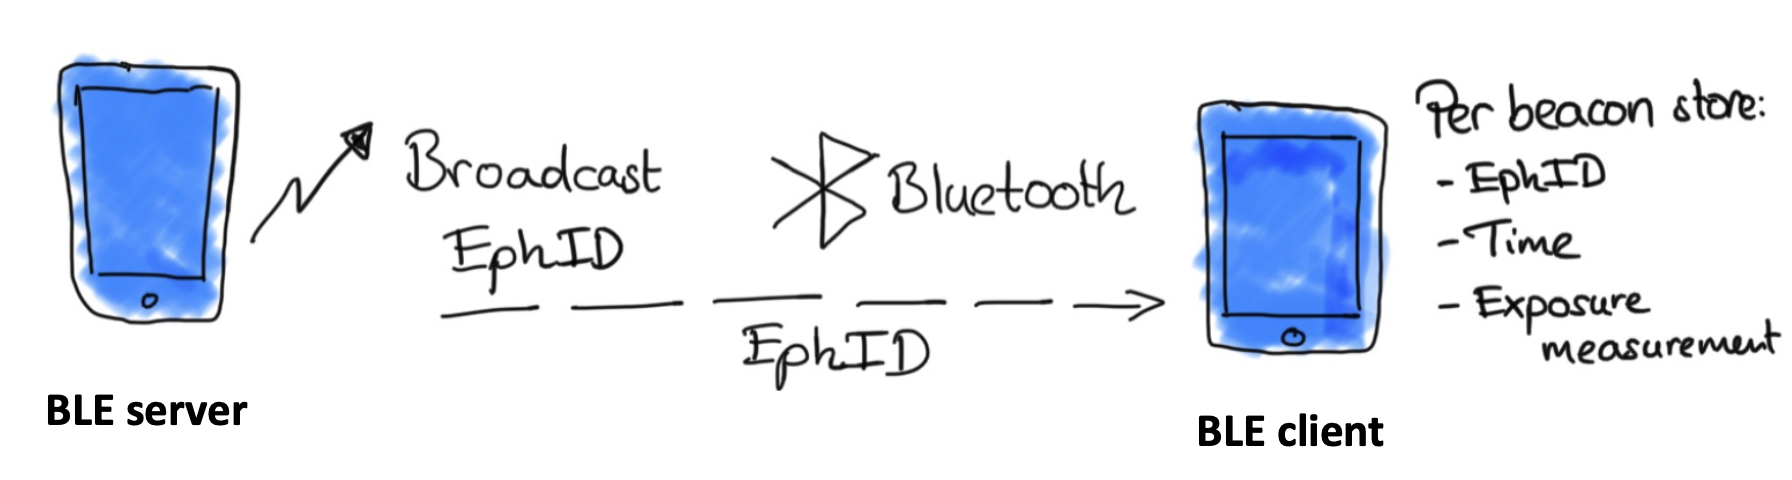 Broadcast
EphID
Bluetooth
EphID
Per beacon store:
- EphID
- Time
- Exposure
measurement
BLE server
BLE client